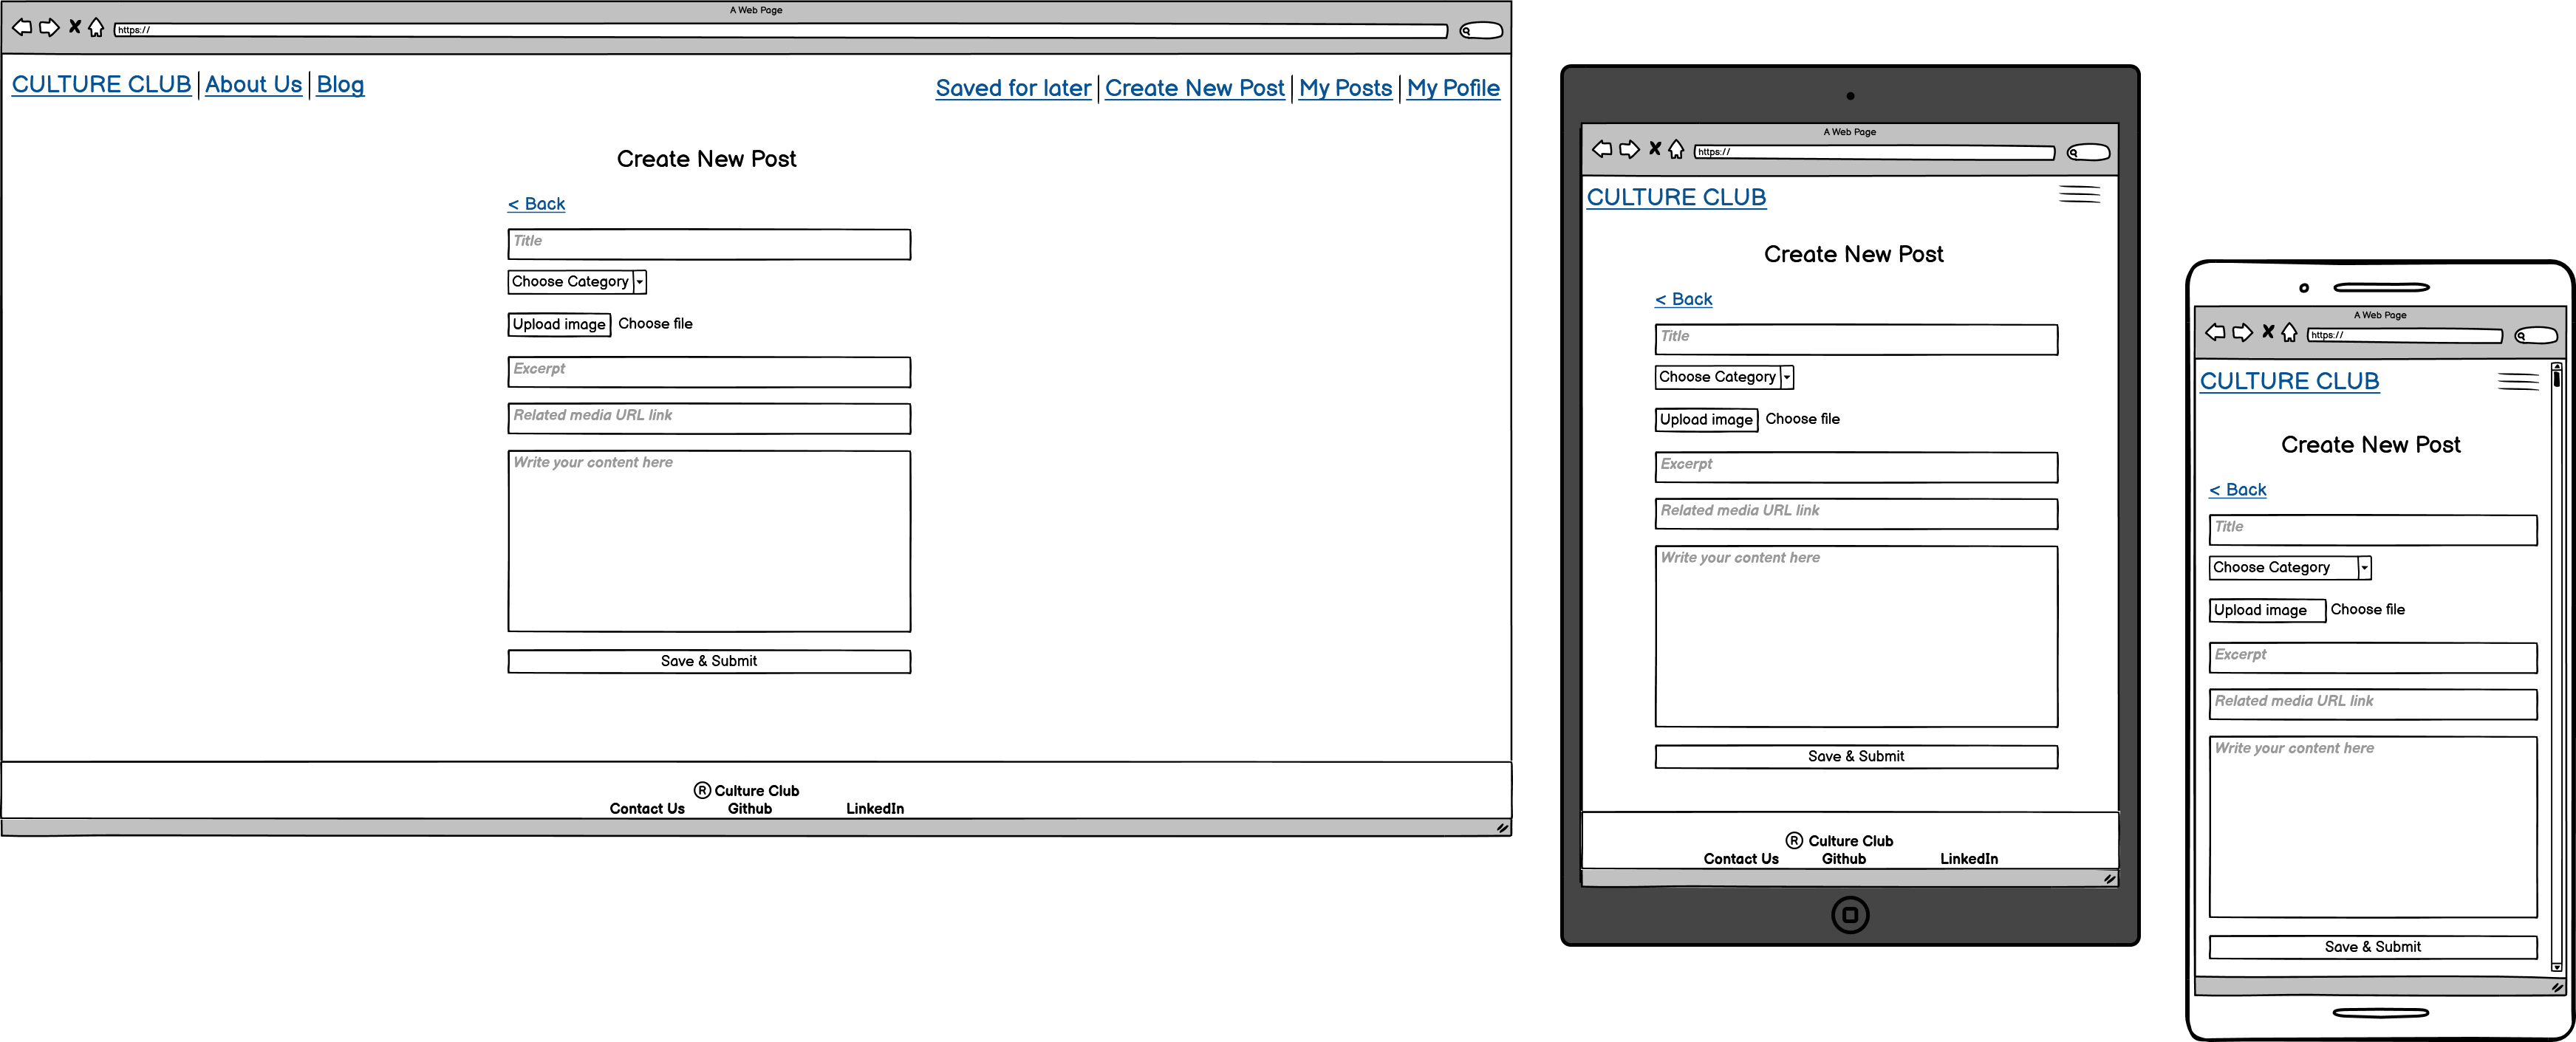 A Web Page
https://
CULTURE CLUB About Us Blog
Saved for later Create New Post My Posts My Pofile
Create New Post
< Back
Title
Choose Category
Upload image Choose file
Excerpt
Related media URL link
Write your content here
Save & Submit
® Culture Club
Contact Us Github LinkedIn
A Web Page
https://
CULTURE CLUB
Create New Post
< Back
Title
Choose Category
Upload image Choose file
Excerpt
Related media URL link
Write your content here
Save & Submit
® Culture Club
Contact Us Github LinkedIn
A Web Page
https://
CULTURE CLUB
Create New Post
< Back
Title
Choose Category
Upload image Choose file
Excerpt
Related media URL link
Write your content here
Save & Submit